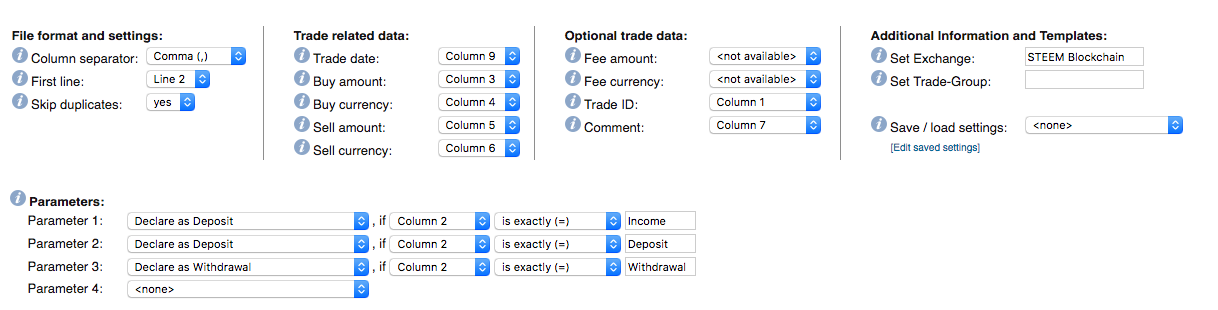 File format and settings:
Column separator: Comma (,)
First line: Line 2
Skip duplicates: yes
Trade related data:
Trade date: Column 9
Buy amount: Column 3
Buy currency: Column 4
Sell amount: Column 5
Sell currency: Column 6
Optional trade data:
Fee amount: <not available>
Fee currency: <not available>
Trade ID: Column 1
Comment: Column 7
Additional Information and Templates:
Set Exchange: STEEM Blockchain
Set Trade-Group:
Save / load settings: <none>
[Edit saved settings]
Parameters:
Parameter 1: Declare as Deposit , if Column 2 is exactly (=) Income
Parameter 2: Declare as Deposit , if Column 2 is exactly (=) Deposit
Parameter 3: Declare as Withdrawal , if Column 2 is exactly (=) Withdrawal
Parameter 4: <none>